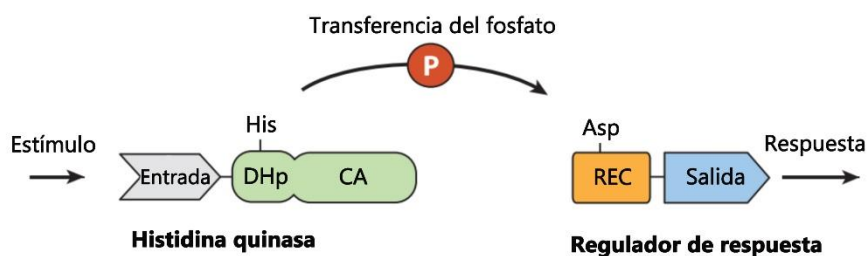 Transferencia del fosfato
P
His
Asp
Estímulo
Respuesta
Entrada
DHp
CA
REC
Salida
Histidina quinasa
Regulador de respuesta